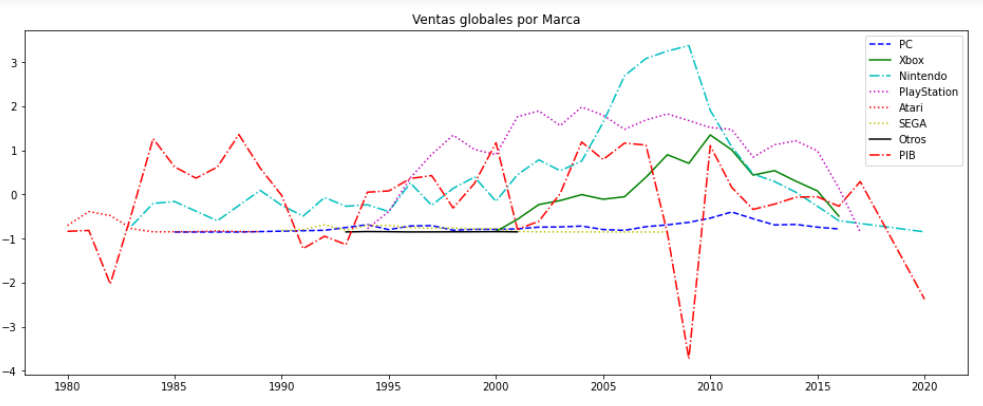 Ventas globales por Marca
3
2
1
0
−1
−2
−3
−4
1980 1985 1990 1995 2000 2005 2010 2015 2020
PC
Xbox
Nintendo
PlayStation
Atari
SEGA
Otros
PIB